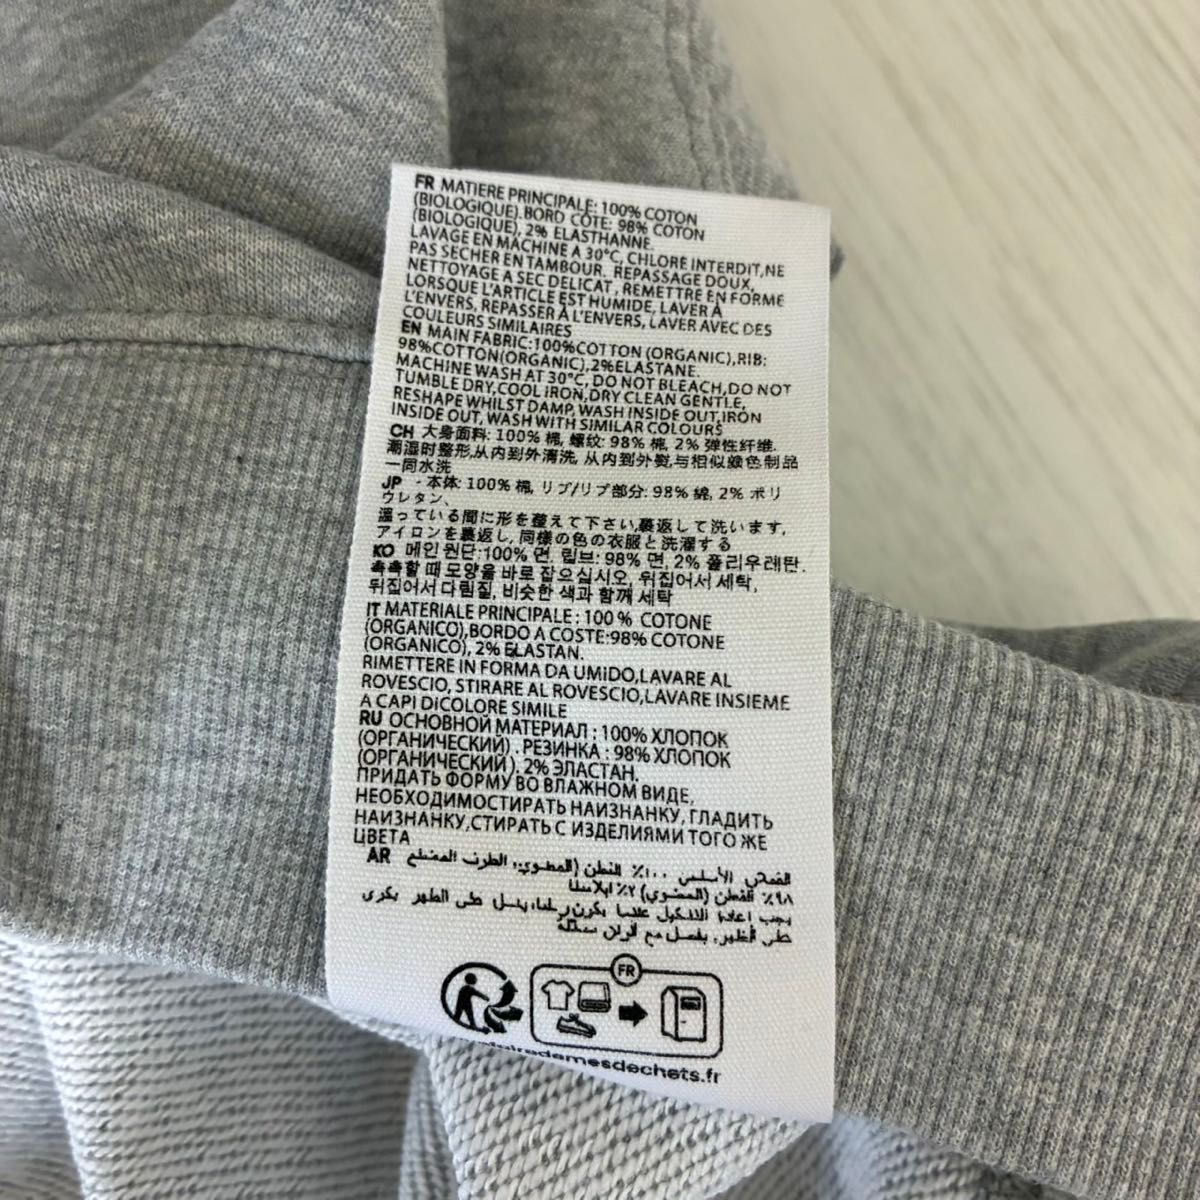 FR MATIERE PRINCIPALE: 100% COTON
(BIOLOGIQUE).BORD CÔTE: 98% COTON
(BIOLOGIQUE), 2% ELASTHANNE.
LAVAGE EN MACHINE A 30°C, CHLORE INTERDIT,NE
PAS SECHER EN TAMBOUR. REPASSAGE DOUX,
NETTOYAGE A SEC DELICAT, REMETTRE EN FORME
LORSQUE L'ARTICLE EST HUMIDE, LAVER À
L'ENVERS, REPASSER À L'ENVERS, LAVER AVEC DES
COULEURS SIMILAIRES
EN MAIN FABRIC:100%COTTON (ORGANIC),RIB:
98%COTTON(ORGANIC),2%ELASTANE.
MACHINE WASH AT 30°C, DO NOT BLEACH,DO NOT
TUMBLE DRY,COOL IRON,DRY CLEAN GENTLE,
RESHAPE WHILST DAMP,WASH INSIDE OUT,IRON
INSIDE OUT, WASH WITH SIMILAR COLOURS
CH 大身面料: 100% 棉, 螺纹: 98% 棉, 2% 弹性纤维.
潮湿时整形,从内到外清洗, 从内到外熨,与相似颜色制品
一同水洗
JP - 本体: 100% 棉, リブ/リブ部分: 98% 綿, 2% ポリ
ウレタン、
湿っている間に形を整えて下さい,裏返して洗います,
アイロンを裏返し, 同様の色の衣服と洗濯する
KO 메인 원단:100% 면, 립브: 98% 면, 2% 폴리우레탄.
촉촉할 때 모양을 바로 잡으십시오, 뒤집어서 세탁,
뒤집어서 다림질, 비슷한 색과 함께 세탁
IT MATERIALE PRINCIPALE : 100 % COTONE
(ORGANICO),BORDO A COSTE:98% COTONE
(ORGANICO), 2% ELASTAN.
RIMETTERE IN FORMA DA UMiDO,LAVARE AL
ROVESCIO, STIRARE AL ROVESCIO,LAVARE INSIEME
A CAPI DiCOLORE SIMILE
RU ОСНОВНОЙ МАТЕРИАЛ : 100% ХЛОПОК
(ОРГАНИЧЕСКИЙ) . РЕЗИНКА : 98% ХЛОПОК
(ОРГАНИЧЕСКИЙ ), 2% ЭЛАСТАН.
ПРИДАТЬ ФОРМУ ВО ВЛАЖНОМ ВИДЕ,
НЕОБХОДИМОСТИРАТЬ НАИЗНАНКУ, ГЛАДИТЬ
НАИЗНАНКУ,СТИРАТЬ С ИЗДЕЛИЯМИ ТОГО ЖЕ
ЦВЕТА
AR ١٠٠٪ القطن
٩٨٪ القطن ٢٪
FR